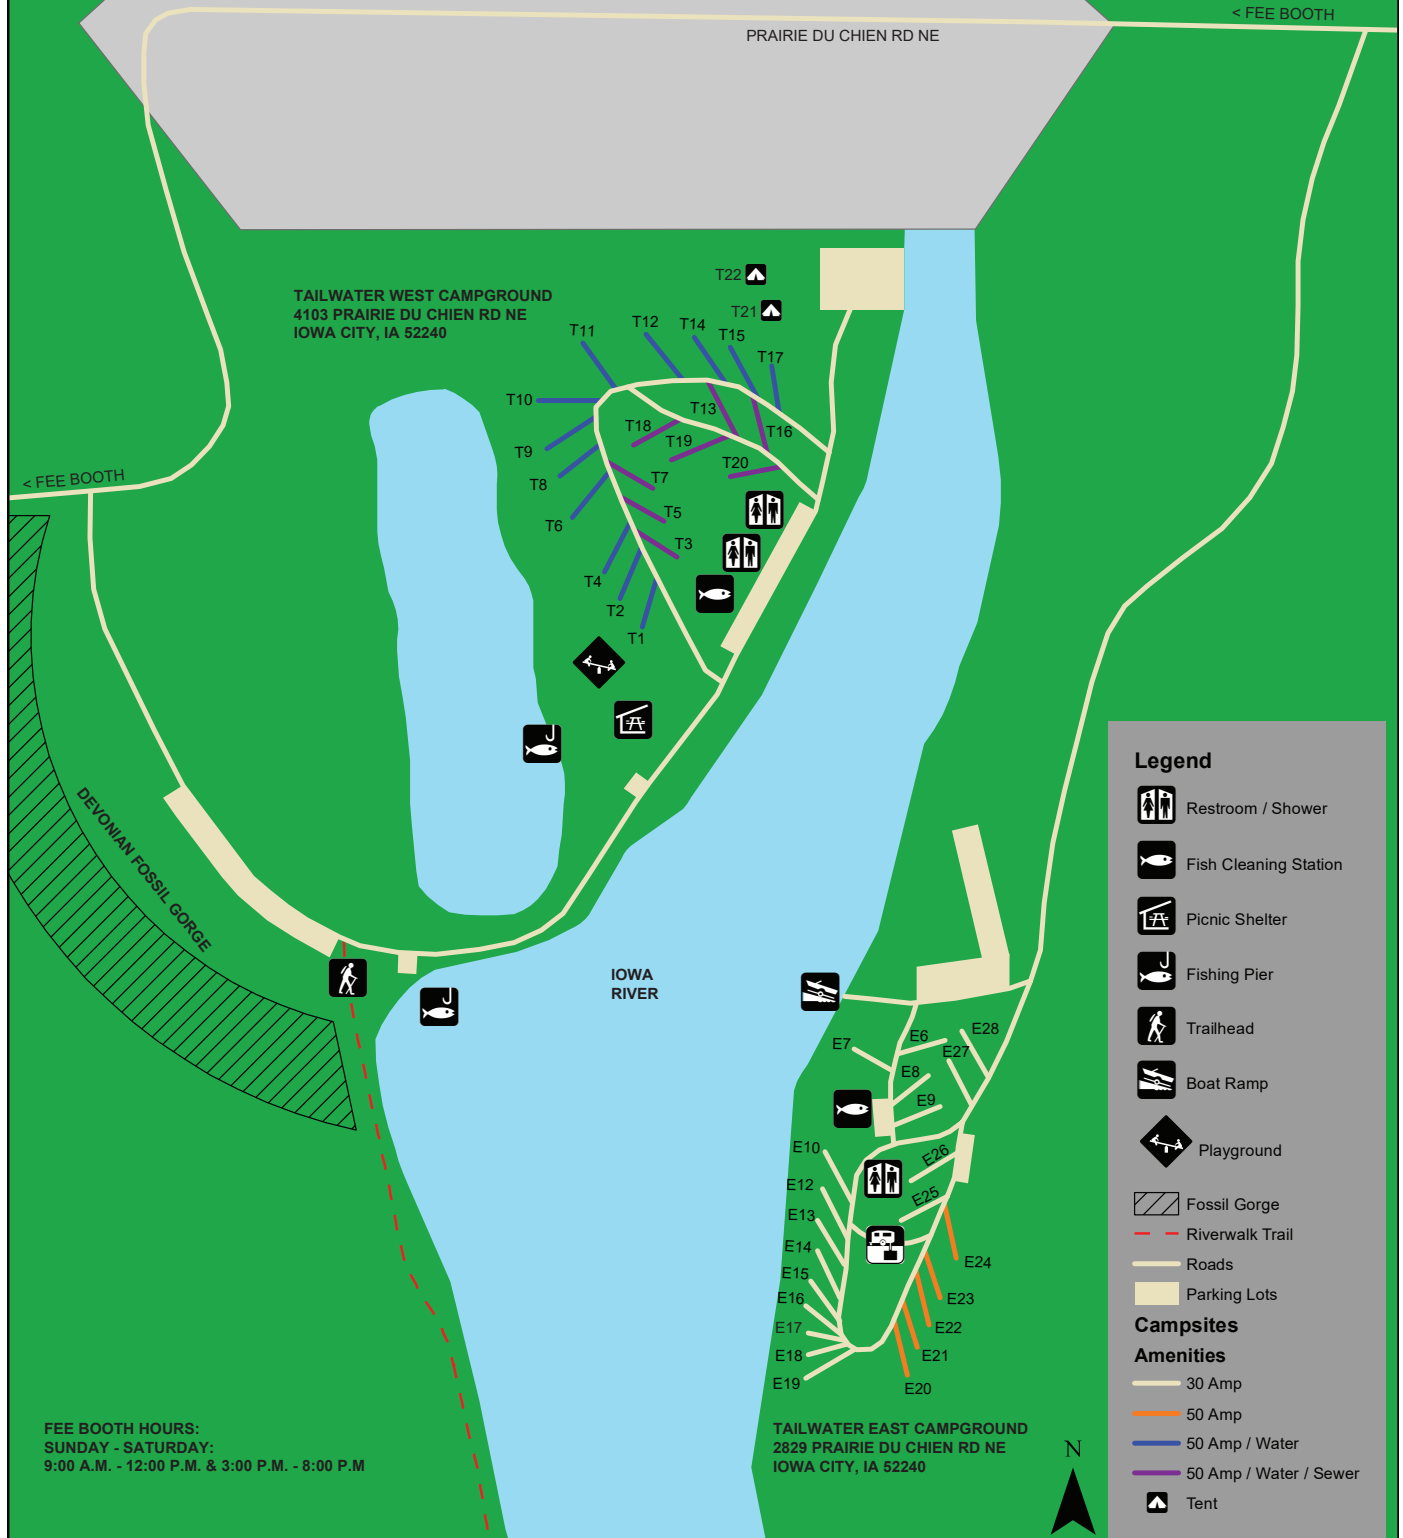 < FEE BOOTH
PRAIRIE DU CHIEN RD NE
TAILWATER WEST CAMPGROUND
4103 PRAIRIE DU CHIEN RD NE
IOWA CITY, IA 52240
T22
T21
T11
T12
T14
T15
T17
T10
T13
T18
T16
T19
T9
T20
T8
T7
T6
T5
T3
T4
T2
T1
< FEE BOOTH
DEVONIAN FOSSIL GORGE
IOWA
RIVER
E7
E6
E28
E27
E8
E9
E10
E26
E12
E25
E13
E14
E24
E15
E16
E23
E17
E22
E18
E21
E19
E20
FEE BOOTH HOURS:
SUNDAY - SATURDAY:
9:00 A.M. - 12:00 P.M. & 3:00 P.M. - 8:00 P.M
TAILWATER EAST CAMPGROUND
2829 PRAIRIE DU CHIEN RD NE
IOWA CITY, IA 52240
N
Legend
Restroom / Shower
Fish Cleaning Station
Picnic Shelter
Fishing Pier
Trailhead
Boat Ramp
Playground
Fossil Gorge
Riverwalk Trail
Roads
Parking Lots
Campsites
Amenities
30 Amp
50 Amp
50 Amp / Water
50 Amp / Water / Sewer
Tent